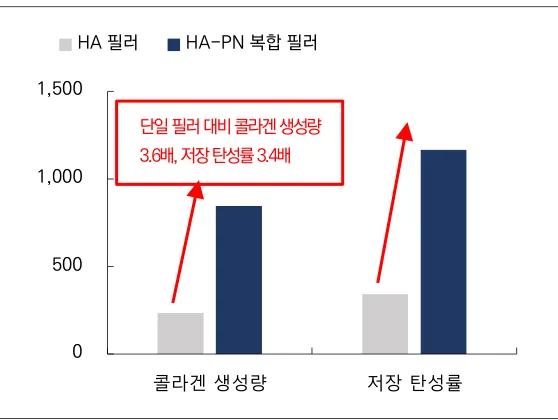 HA 필러 HA-PN 복합 필러
1,500
단일 필러 대비 콜라겐 생성량
3.6배, 저장 탄성률 3.4배
1,000
500
0
콜라겐 생성량 저장 탄성률